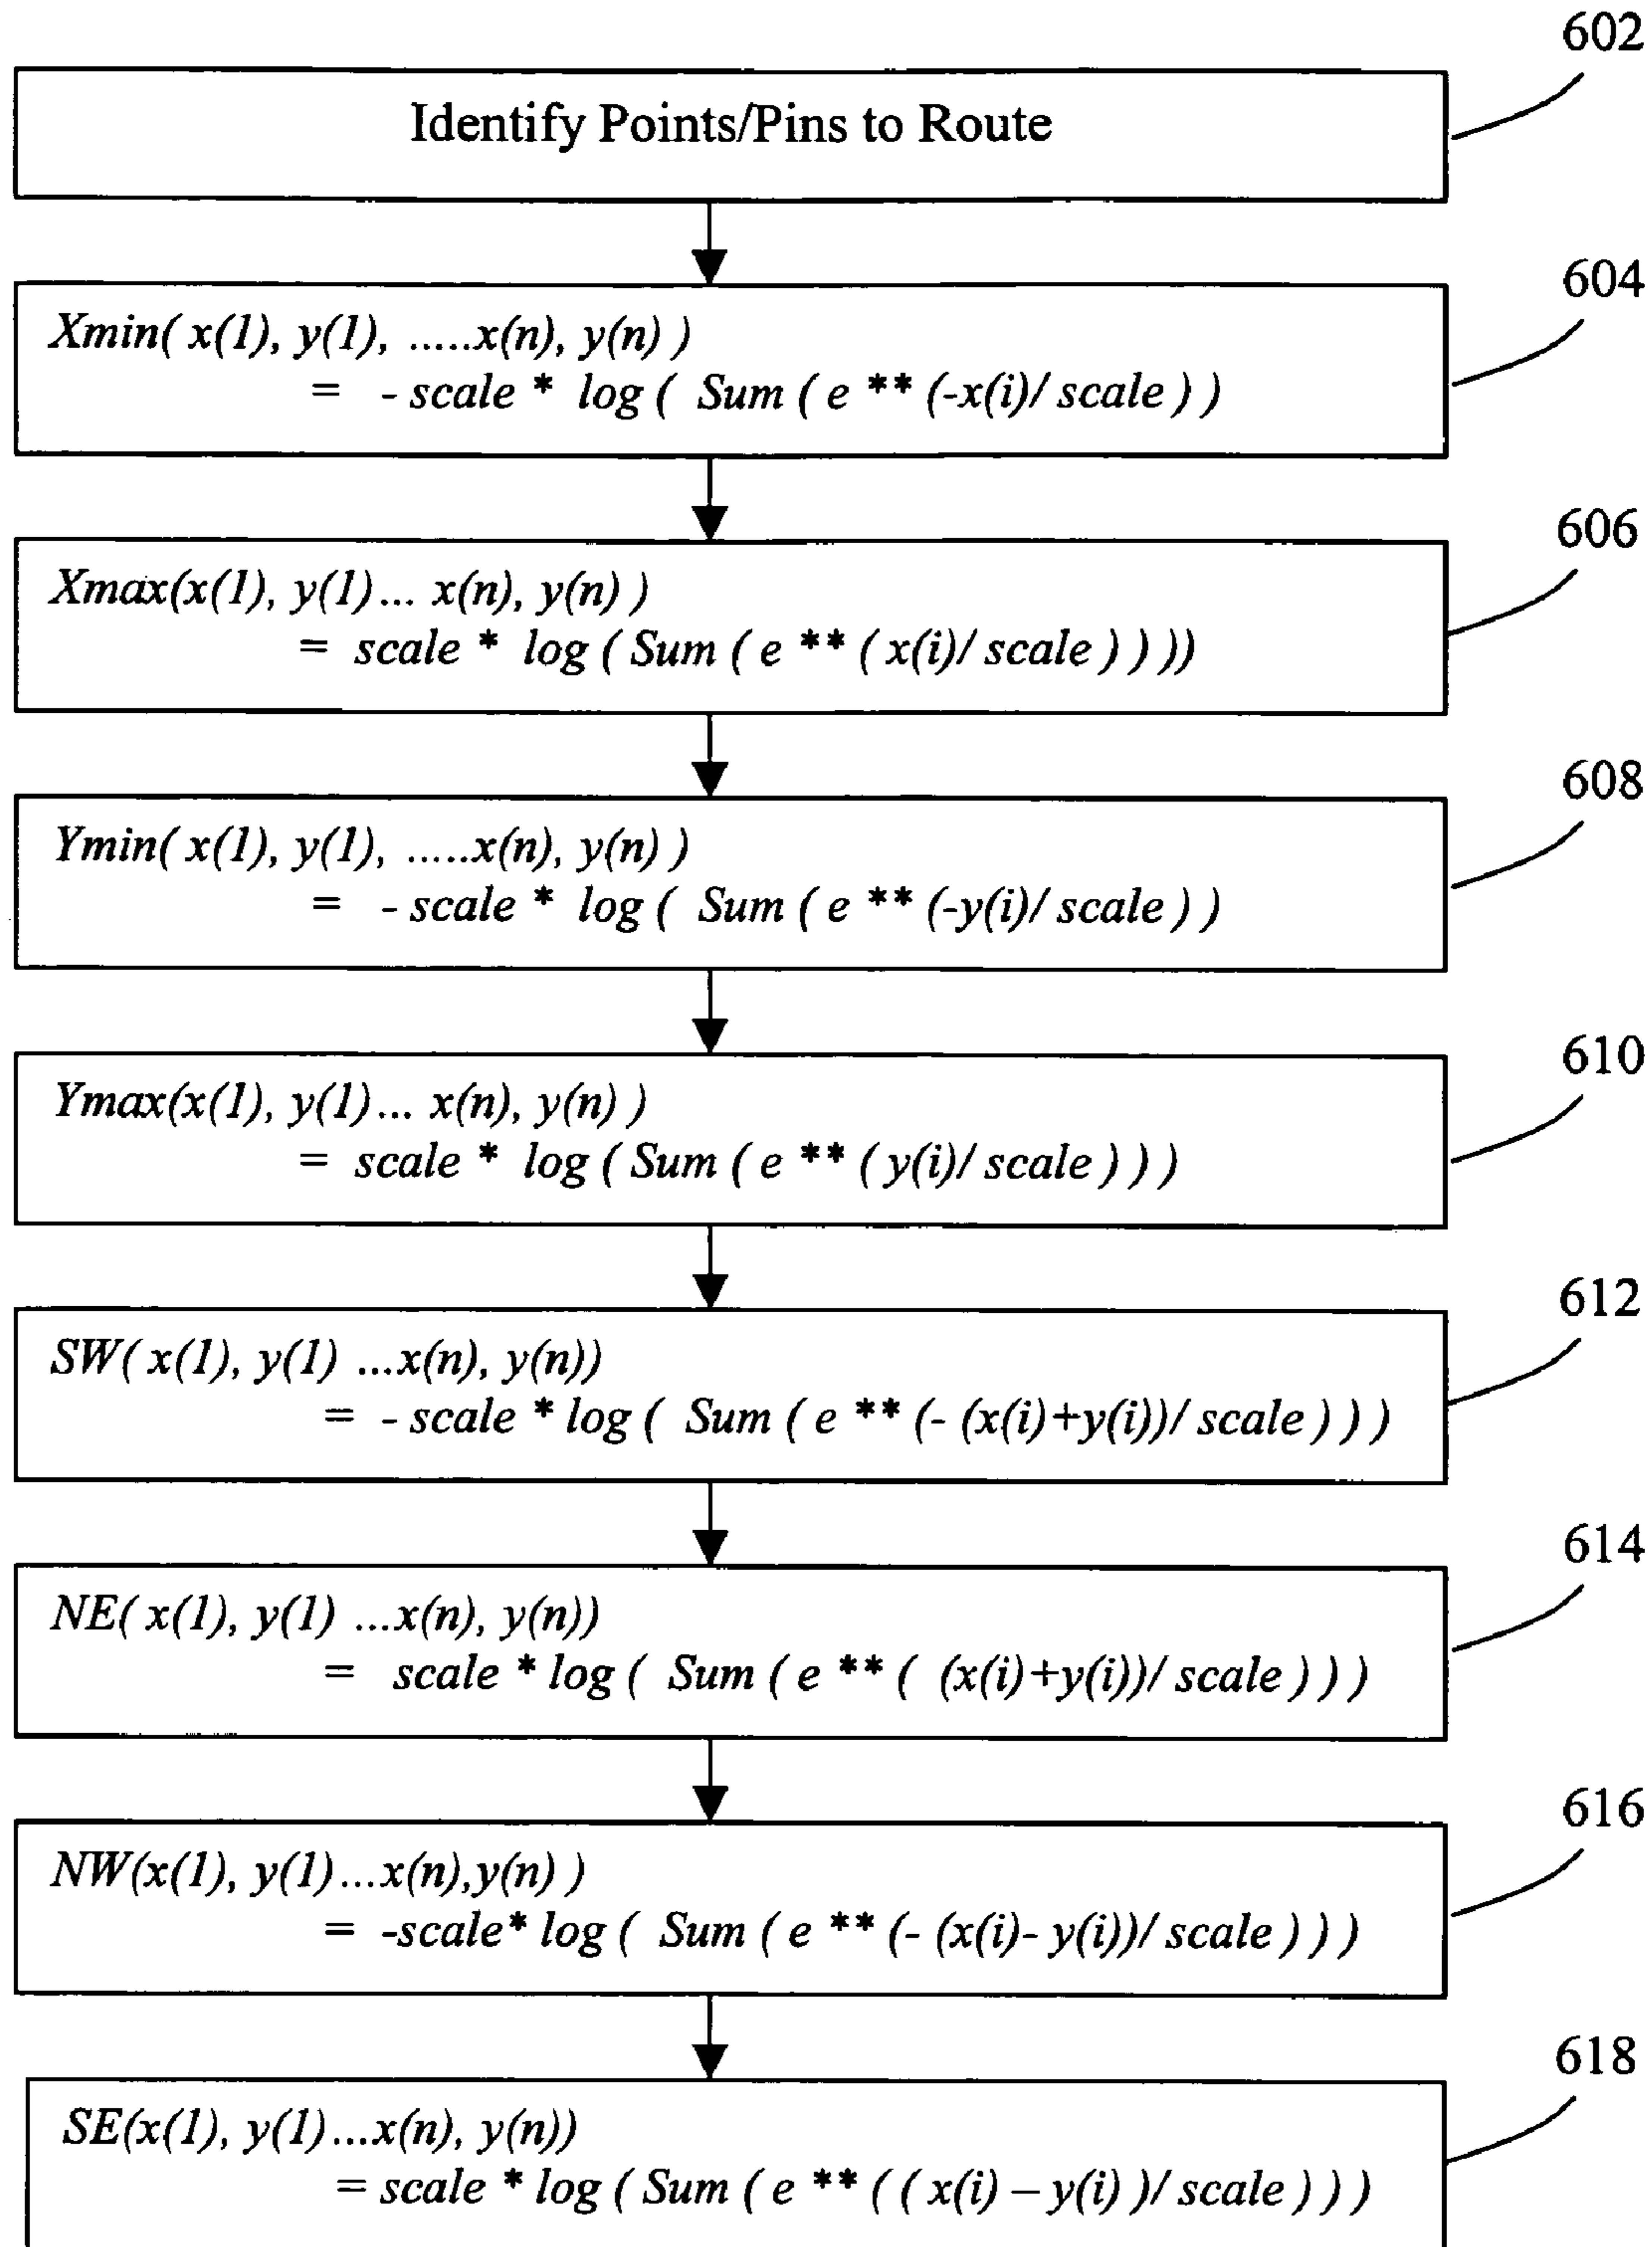 602
Identify Points/Pins to Route
604
Xmin( x(1), y(1), .....x(n), y(n) )
= - scale * log ( Sum ( e ** (-x(i)/ scale ) )
606
Xmax(x(1), y(1)... x(n), y(n) )
= scale * log ( Sum ( e ** ( x(i)/ scale ) ) ))
608
Ymin( x(1), y(1), .....x(n), y(n) )
= - scale * log ( Sum ( e ** (-y(i)/ scale ) )
610
Ymax(x(1), y(1)... x(n), y(n) )
= scale * log ( Sum ( e ** ( y(i)/ scale ) ) )
612
SW( x(1), y(1) ...x(n), y(n))
= - scale * log ( Sum ( e ** (- (x(i)+y(i))/ scale ) ) )
614
NE( x(1), y(1) ...x(n), y(n))
= scale * log ( Sum ( e ** ( (x(i)+y(i))/ scale ) ) )
616
NW(x(1), y(1)...x(n),y(n) )
= -scale* log ( Sum ( e ** (- (x(i)- y(i))/ scale ) ) )
618
SE(x(1), y(1)...x(n), y(n))
= scale * log ( Sum ( e ** ( ( x(i) – y(i) )/ scale ) ) )